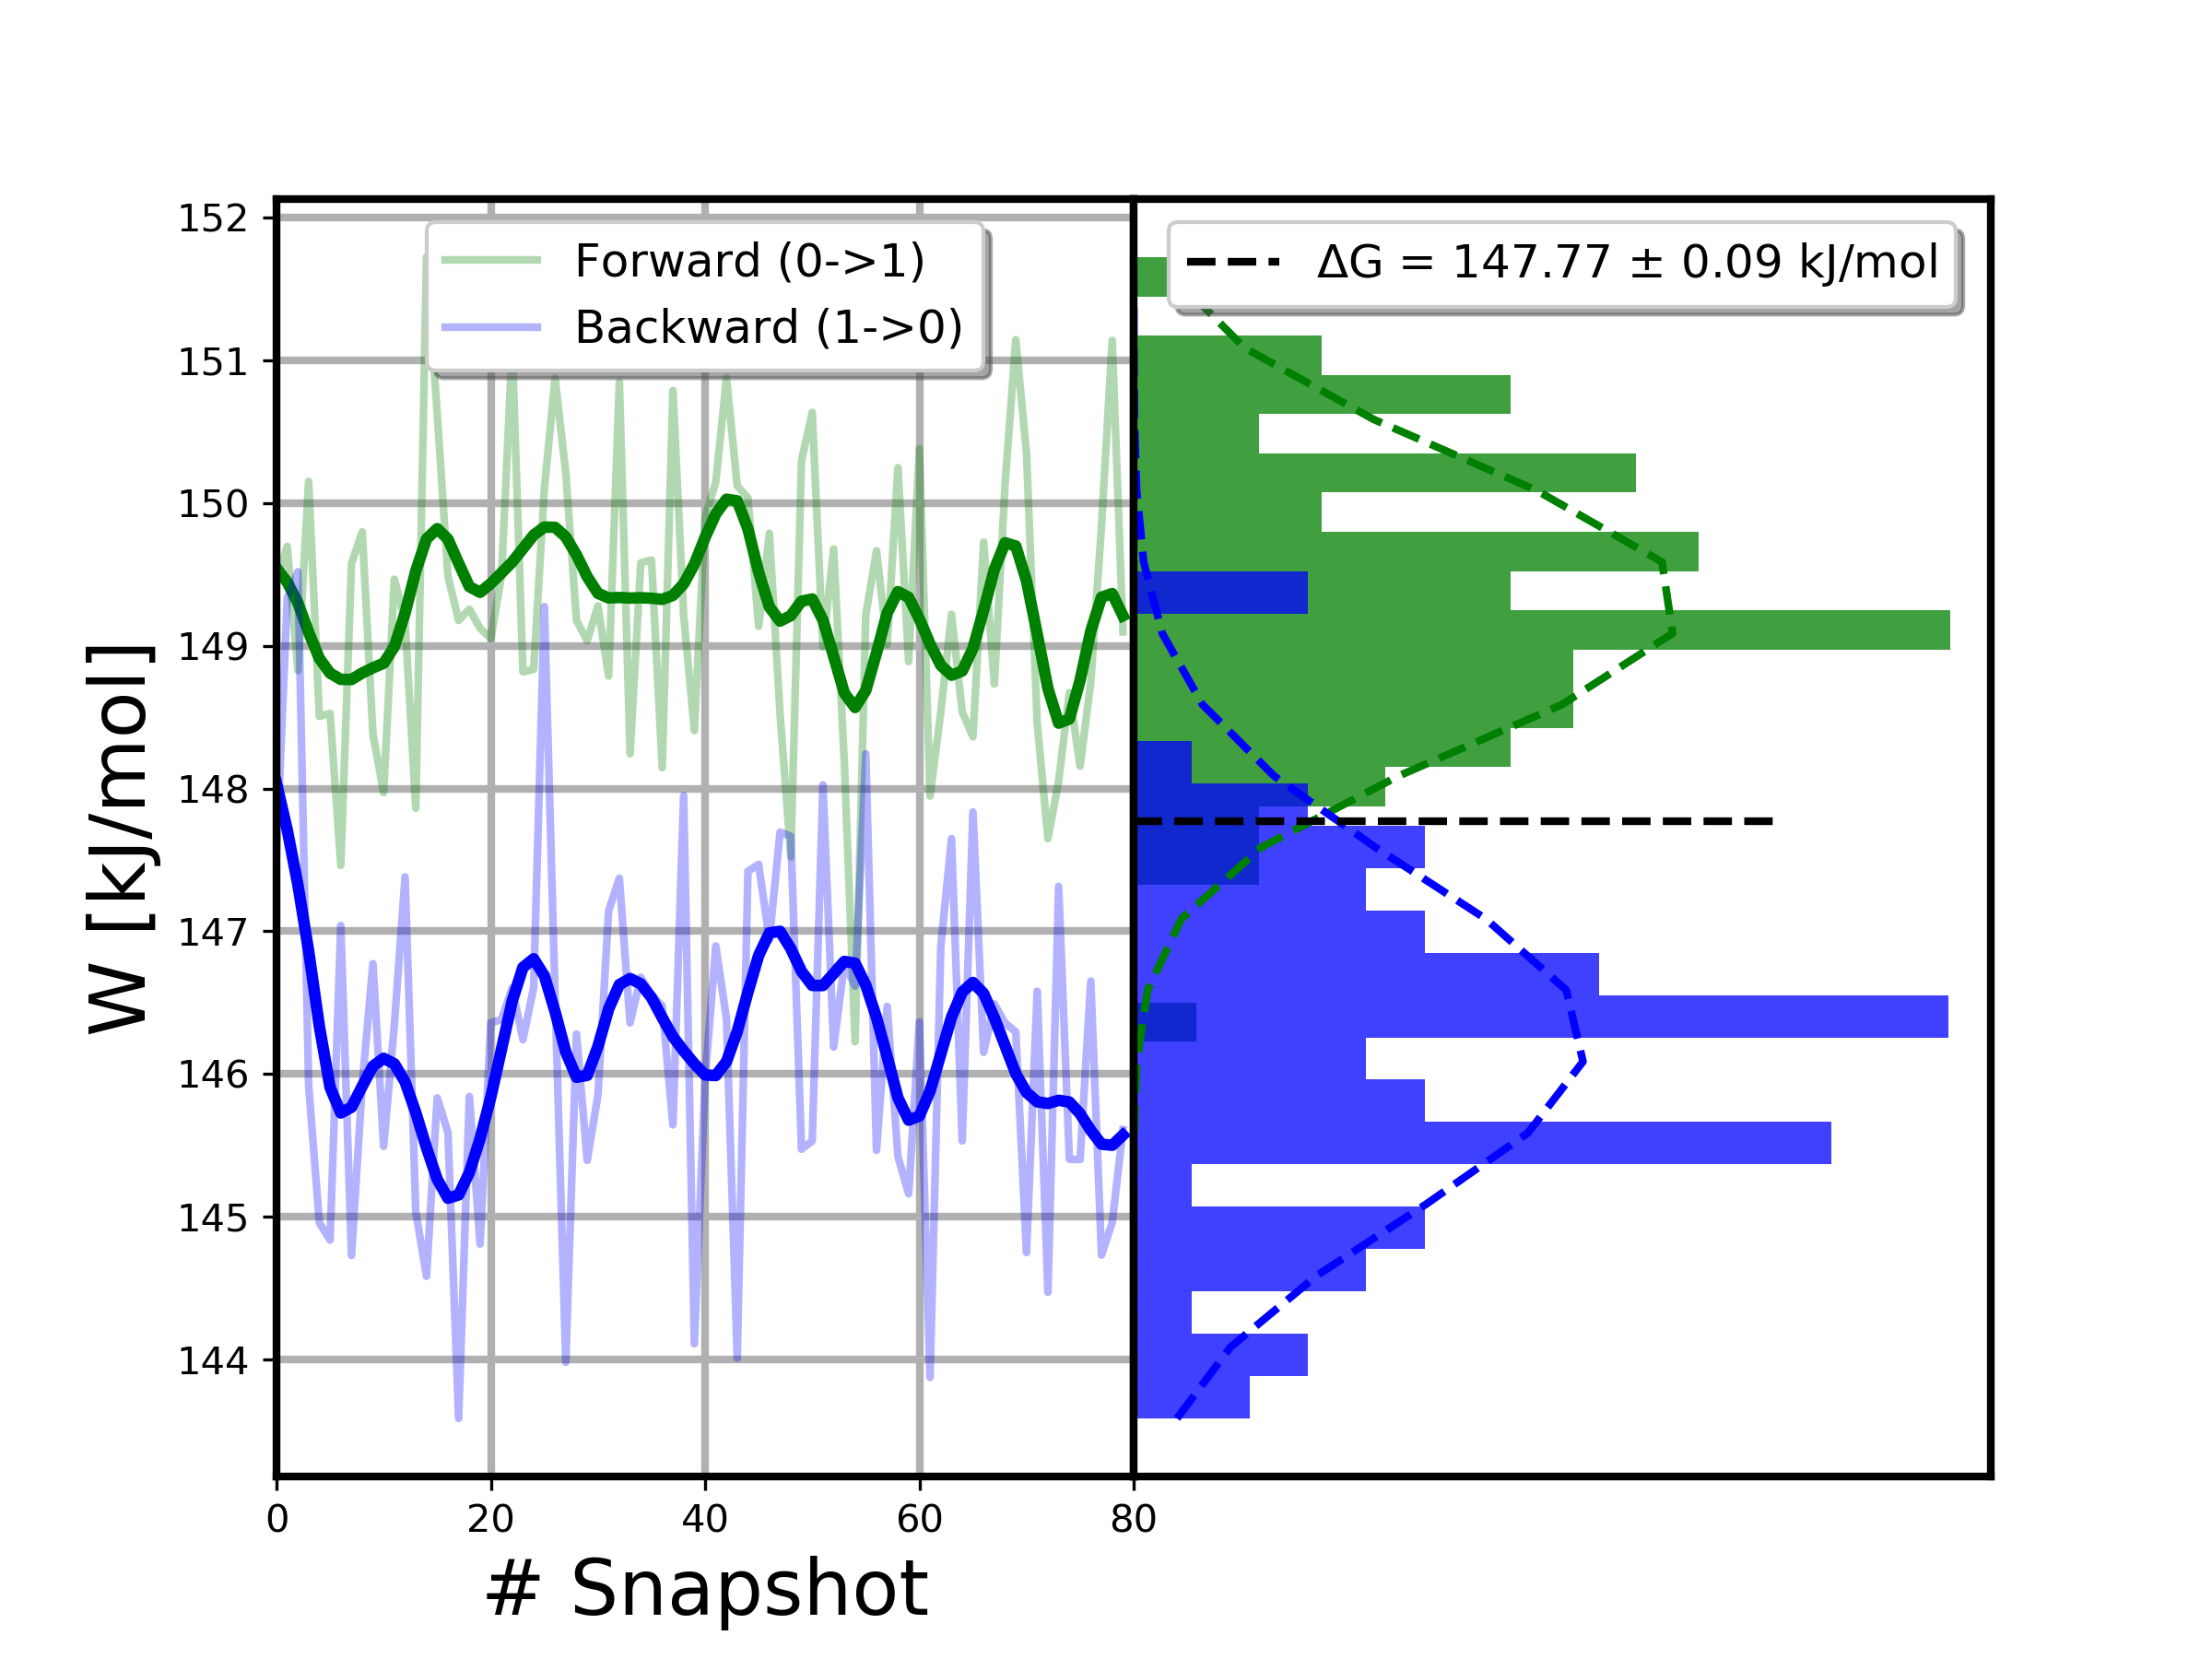 Forward (0->1)
Backward (1->0)
ΔG = 147.77 ± 0.09 kJ/mol
W [kJ/mol]
152
151
150
149
148
147
146
145
144
0 20 40 60 80
# Snapshot